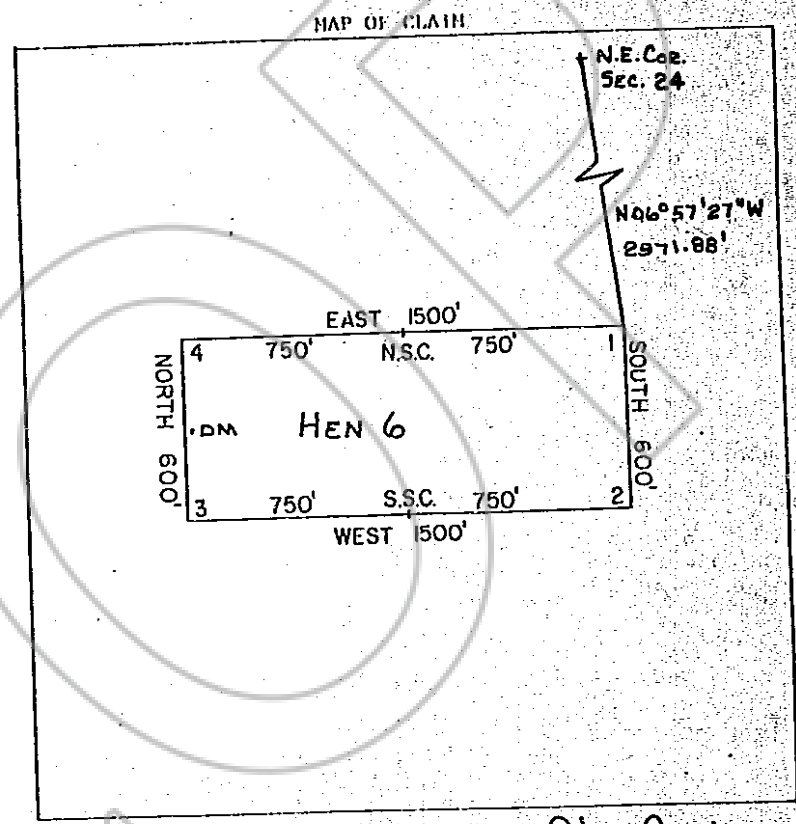 MAP OF CLAIM
N.E. COR.
SEC. 24
N06°57'27"W
2971.88'
EAST 1500'
4 750' N.S.C. 750' 1
NORTH 600'
SOUTH 600'
.DM HEN 6
3 750' S.S.C. 750' 2
WEST 1500'